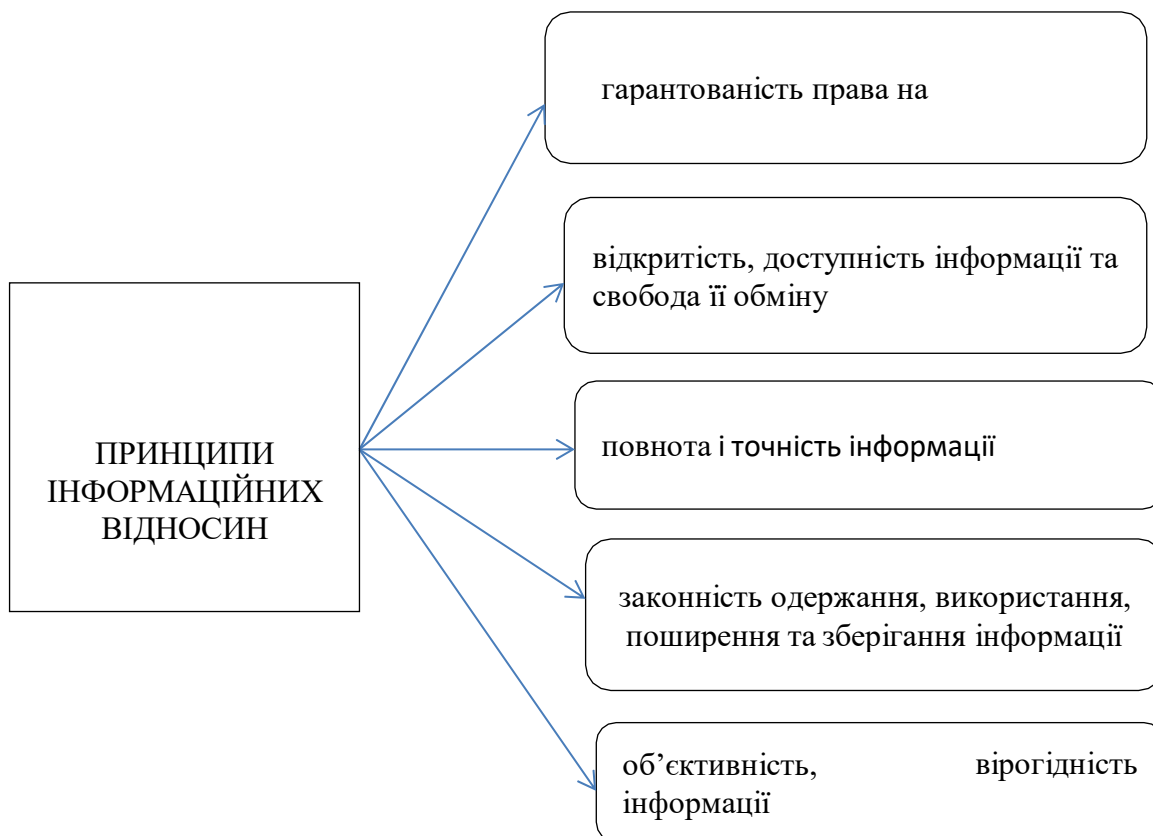 гарантованість права на
відкритість, доступність інформації та
свобода її обміну
ПРИНЦИПИ
ІНФОРМАЦІЙНИХ
ВІДНОСИН
повнота і точність інформації
законність одержання, використання,
поширення та зберігання інформації
об’єктивність, вірогідність
інформації